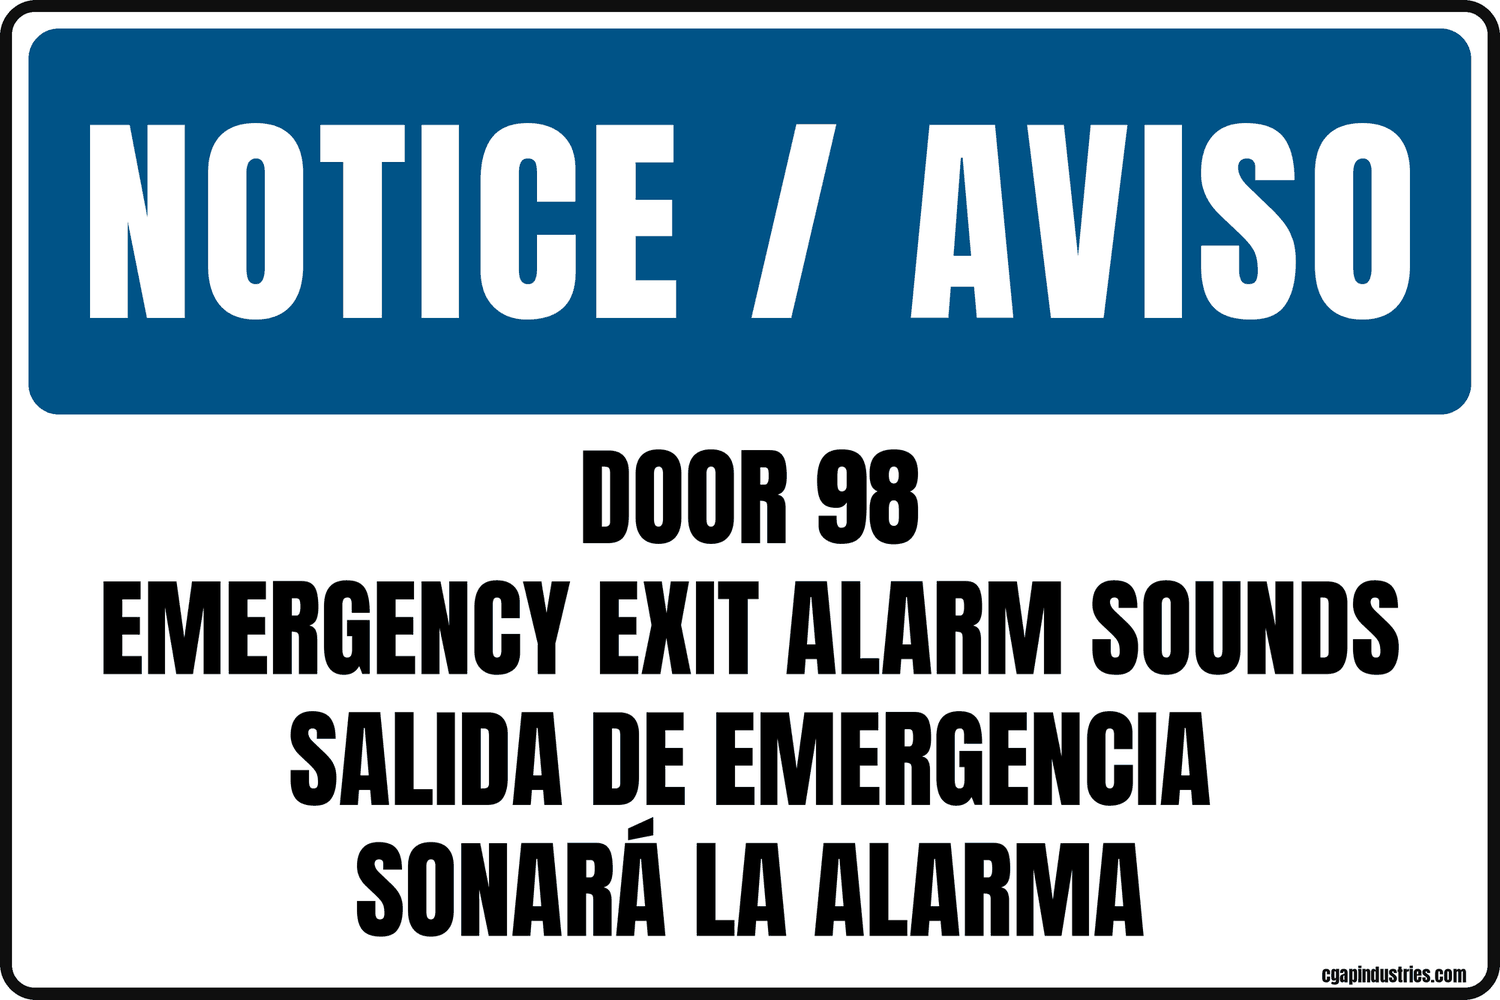 NOTICE / AVISO
DOOR 98
EMERGENCY EXIT ALARM SOUNDS
SALIDA DE EMERGENCIA
SONARÁ LA ALARMA
cgapindustries.com